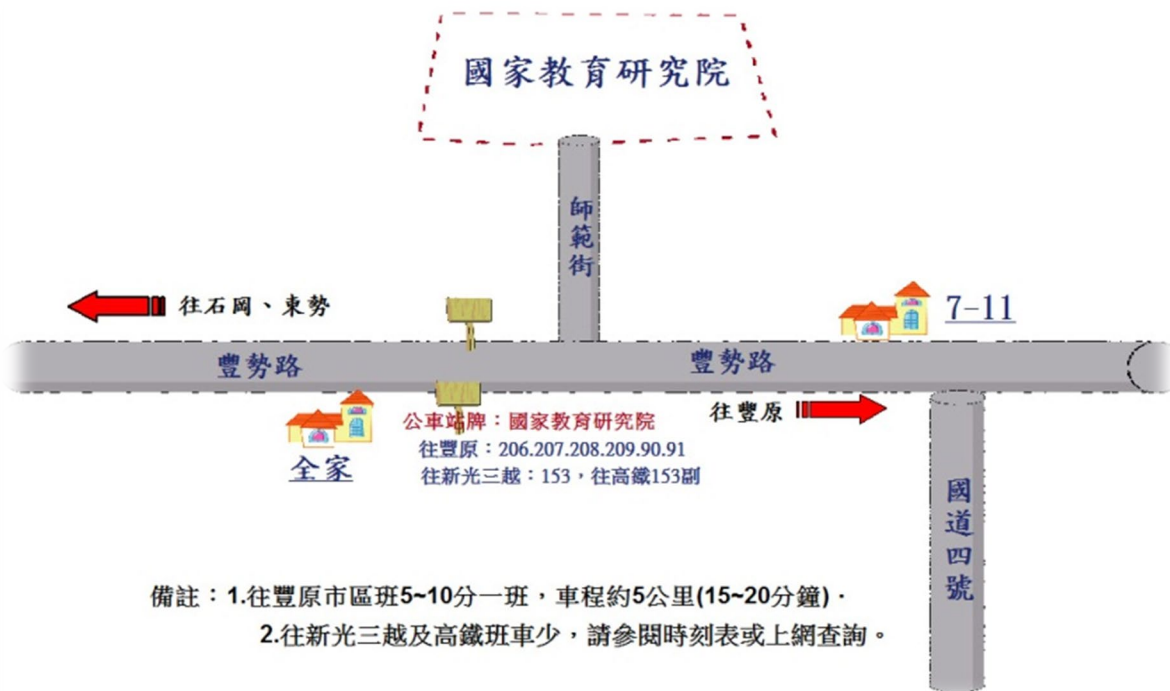 國家教育研究院
師範街
7-11
往石岡、東勢
豐勢路
豐勢路
往豐原
公車站牌：國家教育研究院
往豐原：206.207.208.209.90.91
全家
往新光三越：153，往高鐵153副
國道四號
備註：1.往豐原市區班5~10分一班，車程約5公里(15~20分鐘)．
2.往新光三越及高鐵班車少，請參閱時刻表或上網查詢。